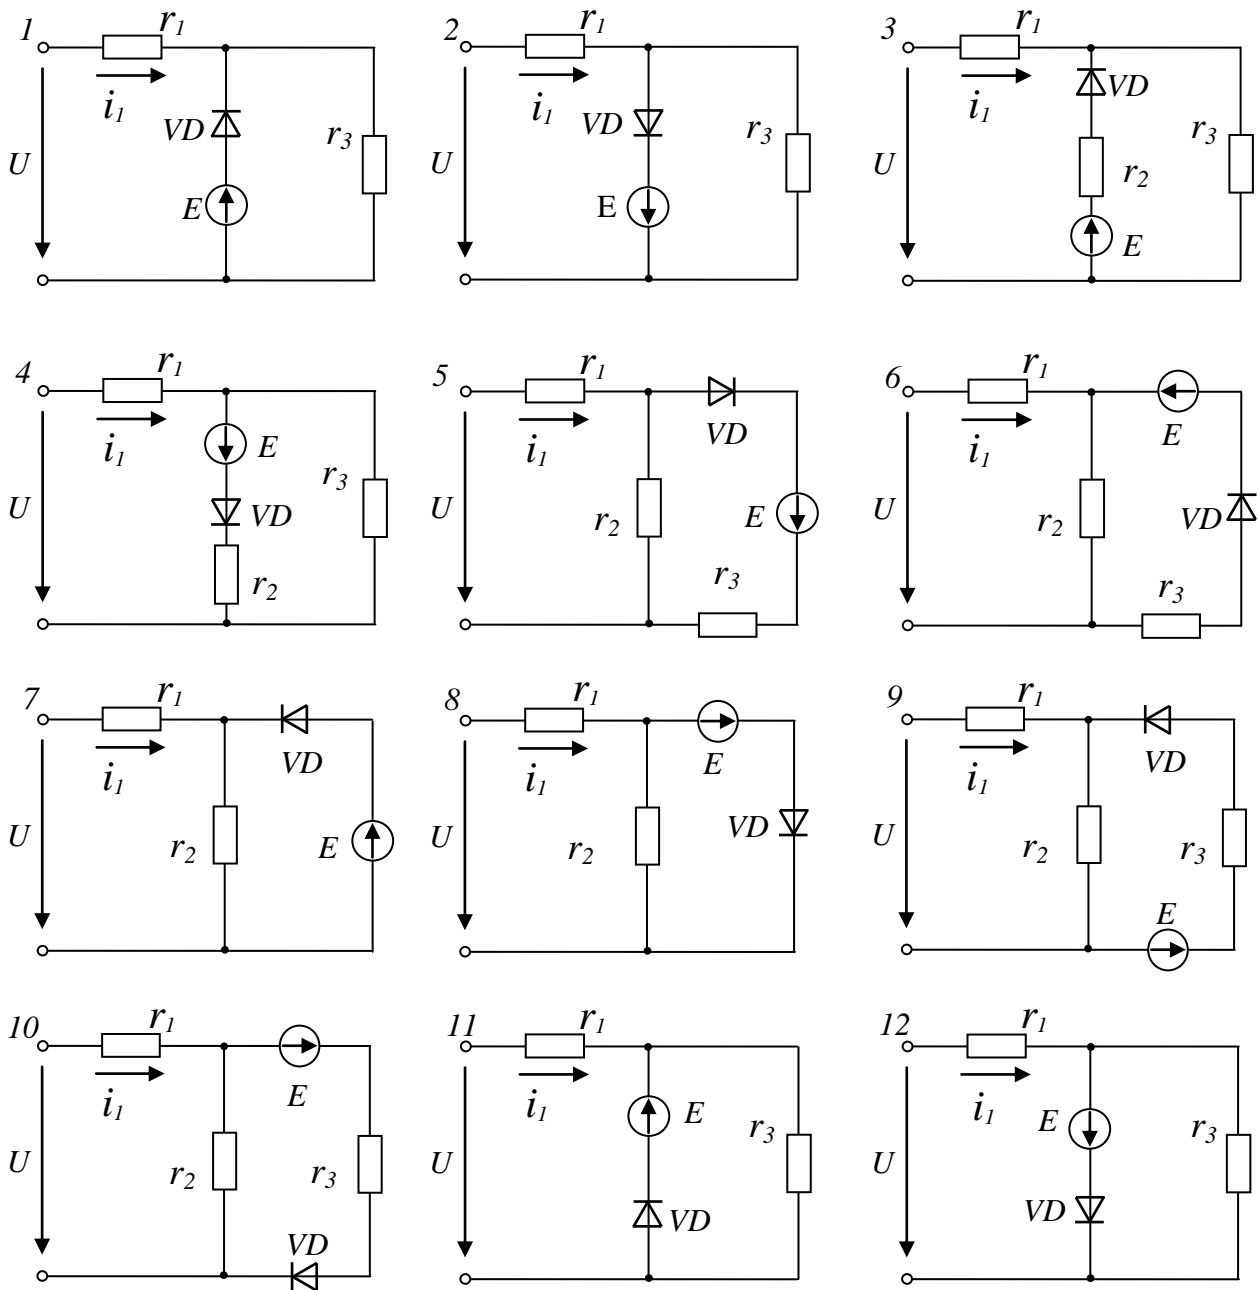 1 r1 2 r1 3 r1
i1 i1 i1
VD VD VD
U r3 U r3 U r2 r3
E E E
4 r1 5 r1 6 r1
i1 E i1 VD i1 E
U VD r3 U r2 E U r2 VD
r2 r3 r3
7 r1 8 r1 9 r1
i1 VD i1 E i1 VD
U r2 E U r2 VD U r2 r3
E
10 r1 11 r1 12 r1
i1 E i1 E i1 E
U r2 r3 U r3 U r3
VD VD VD